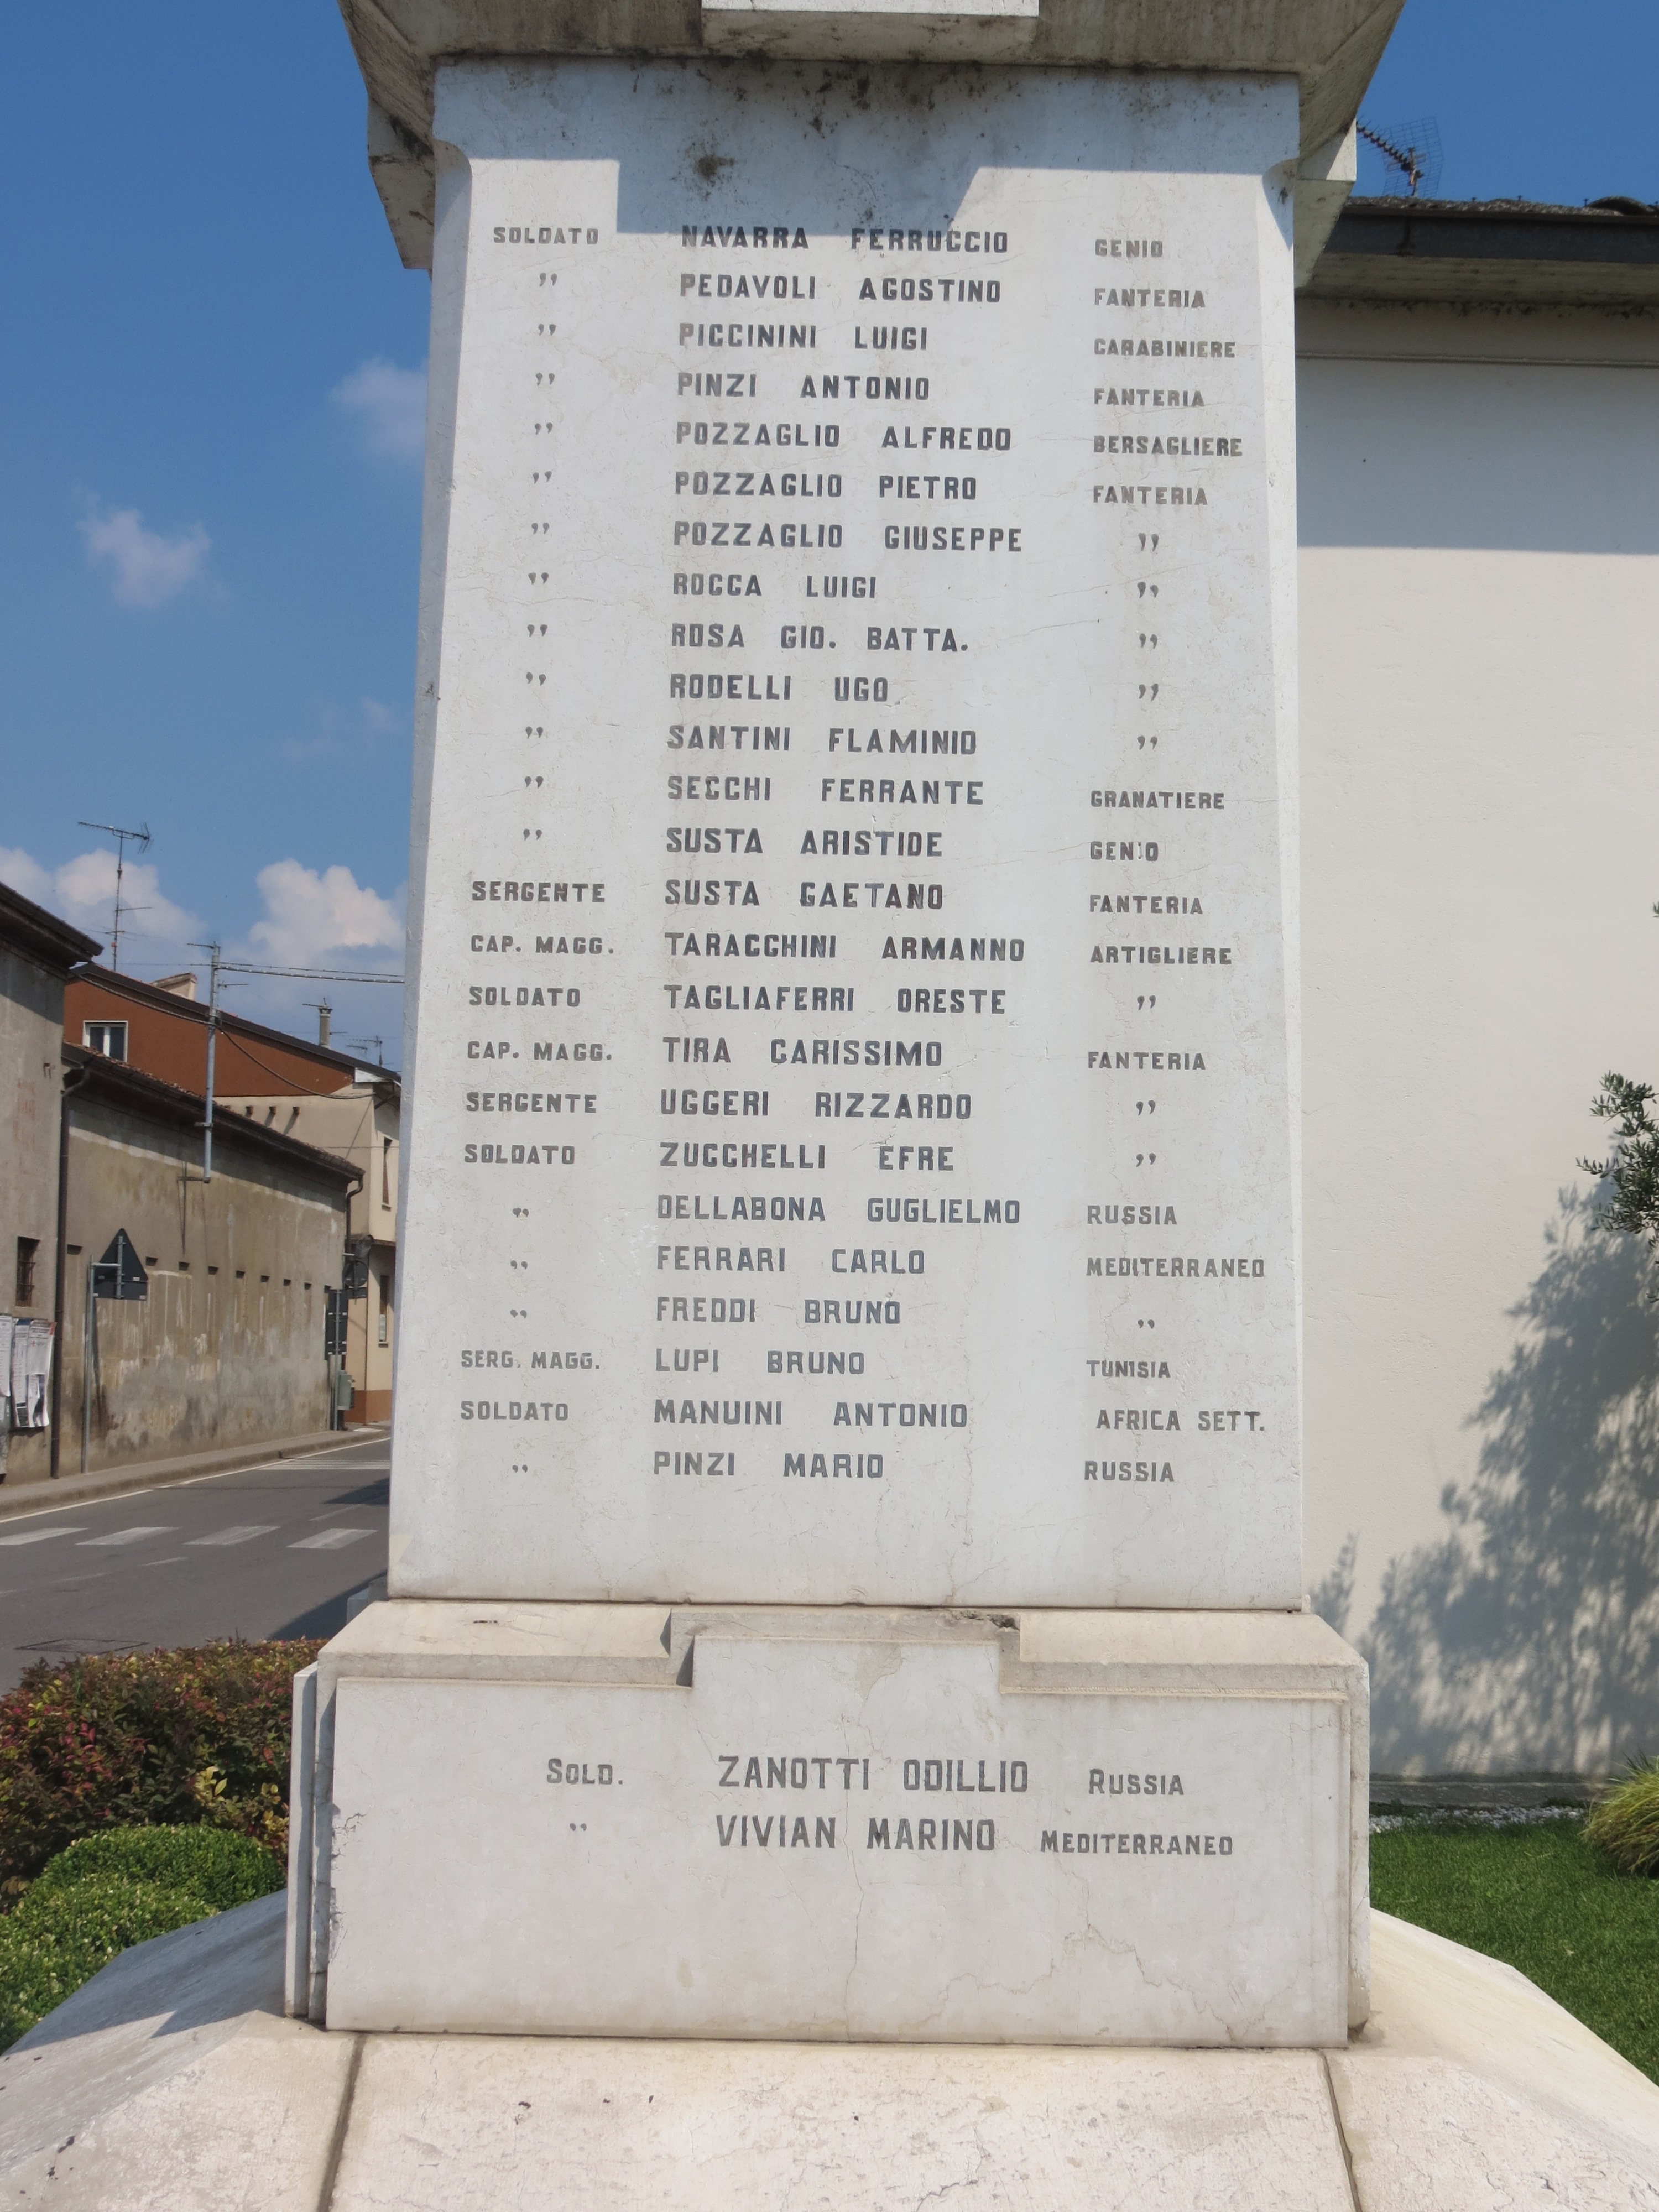 SOLDATO NAVARRA FERRUCCIO GENIO
" PEDAVOLI AGOSTINO FANTERIA
" PICCININI LUIGI CARABINIERE
" PINZI ANTONIO FANTERIA
" POZZAGLIO ALFREDO BERSAGLIERE
" POZZAGLIO PIETRO FANTERIA
" POZZAGLIO GIUSEPPE "
" ROCCA LUIGI "
" ROSA GIO. BATTA. "
" RODELLI UGO "
" SANTINI FLAMINIO "
" SECCHI FERRANTE GRANATIERE
" SUSTA ARISTIDE GENIO
SERGENTE SUSTA GAETANO FANTERIA
CAP. MAGG. TARACCHINI ARMANNO ARTIGLIERE
SOLDATO TAGLIAFERRI ORESTE "
CAP. MAGG. TIRA CARISSIMO FANTERIA
SERGENTE UGGERI RIZZARDO "
SOLDATO ZUCCHELLI EFRE "
" DELLABONA GUGLIELMO RUSSIA
" FERRARI CARLO MEDITERRANEO
" FREDDI BRUNO "
SERG. MAGG. LUPI BRUNO TUNISIA
SOLDATO MANUINI ANTONIO AFRICA SETT.
" PINZI MARIO RUSSIA
SOLD. ZANOTTI ODILLIO RUSSIA
" VIVIAN MARINO MEDITERRANEO